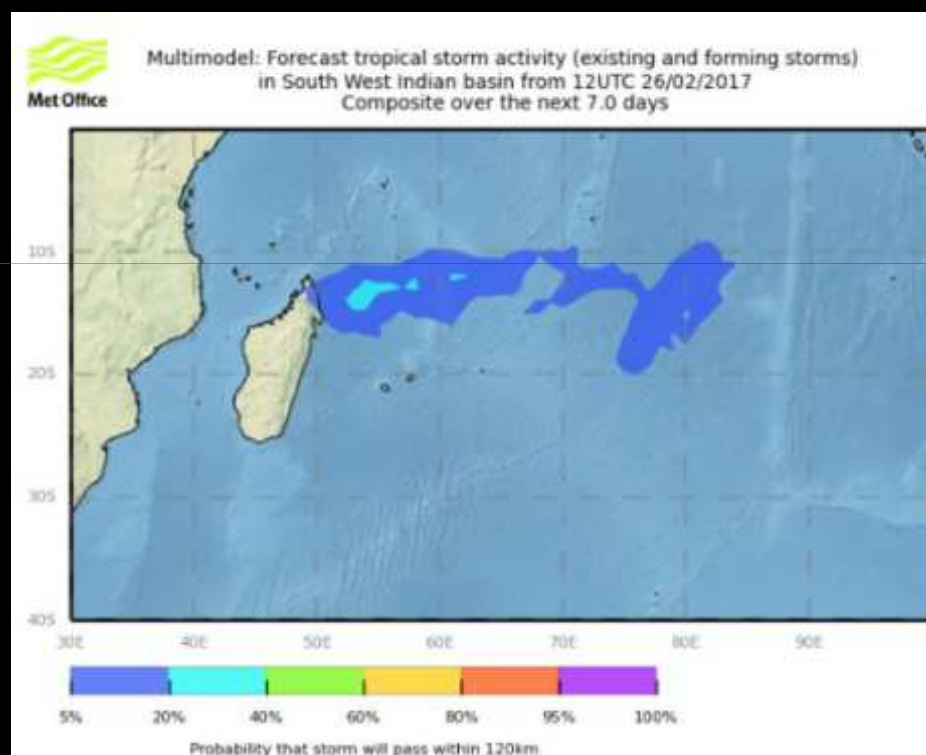 Met Office
Multimodel: Forecast tropical storm activity (existing and forming storms)
in South West Indian basin from 12UTC 26/02/2017
Composite over the next 7.0 days
10S
20S
30S
40S
30E 40E 50E 60E 70E 80E 90E
5% 20% 40% 60% 80% 95% 100%
Probability that storm will pass within 120km